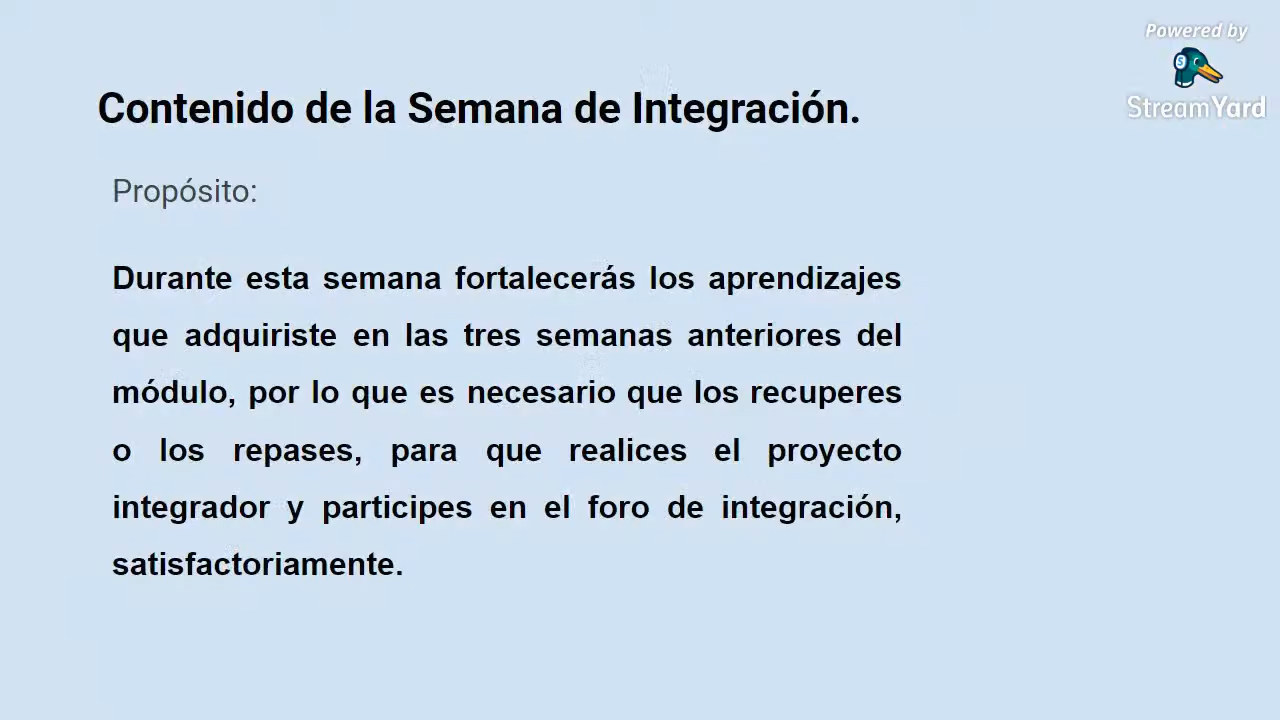 Powered by
StreamYard
Contenido de la Semana de Integración.
Propósito:
Durante esta semana fortalecerás los aprendizajes
que adquiriste en las tres semanas anteriores del
módulo, por lo que es necesario que los recuperes
o los repases, para que realices el proyecto
integrador y participes en el foro de integración,
satisfactoriamente.